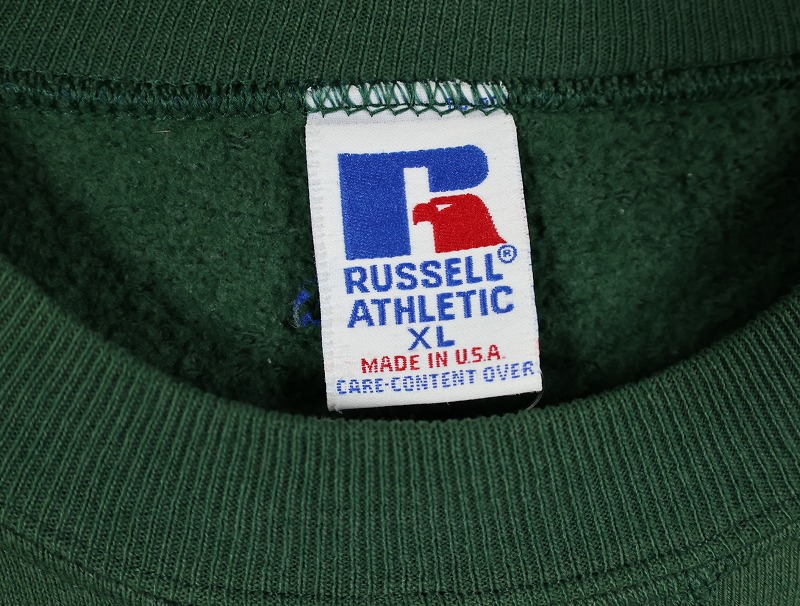 RUSSELL®
ATHLETIC
XL
MADE IN U.S.A.
CARE-CONTENT OVER